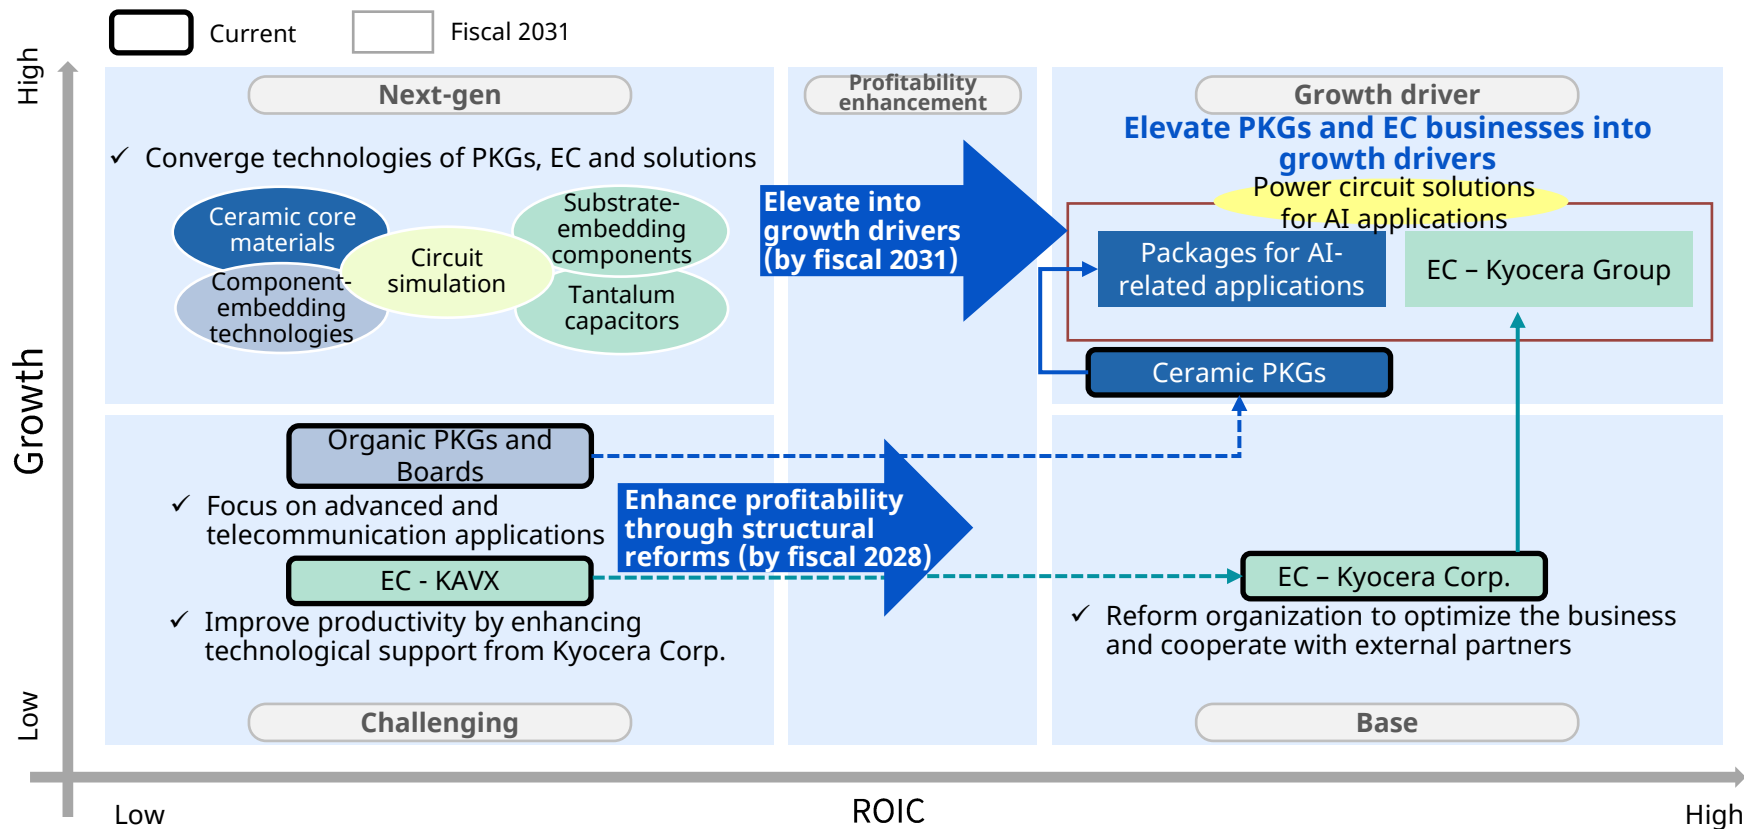 Current
Fiscal 2031
High
Growth
Low
Next-gen
✓ Converge technologies of PKGs, EC and solutions
Ceramic core
materials
Component-
embedding
technologies
Circuit
simulation
Substrate-
embedding
components
Tantalum
capacitors
Profitability
enhancement
Elevate into
growth drivers
(by fiscal 2031)
Growth driver
Elevate PKGs and EC businesses into
growth drivers
Power circuit solutions
for AI applications
Packages for AI-
related applications
EC – Kyocera Group
Ceramic PKGs
Organic PKGs and
Boards
✓ Focus on advanced and
telecommunication applications
EC - KAVX
✓ Improve productivity by enhancing
technological support from Kyocera Corp.
Challenging
Enhance profitability
through structural
reforms (by fiscal 2028)
EC – Kyocera Corp.
✓ Reform organization to optimize the business
and cooperate with external partners
Base
Low
ROIC
High